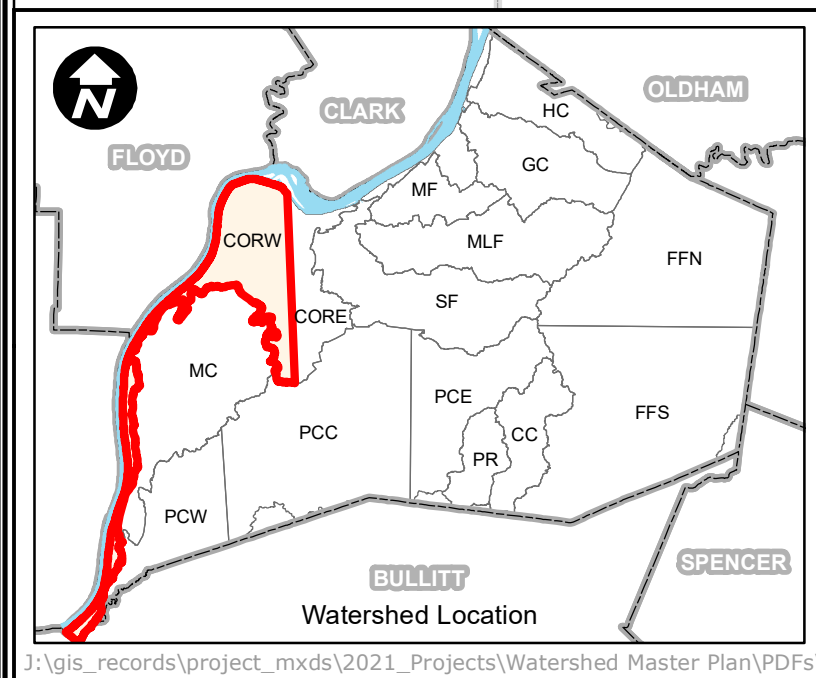 N
CLARK
OLDHAM
FLOYD
HC
GC
MF
CORW
MLF
FFN
SF
CORE
MC
PCE
FFS
PCC
CC
PR
PCW
SPENCER
BULLITT
Watershed Location
J:\gis_records\project_mxds\2021_Projects\Watershed Master Plan\PDFs\